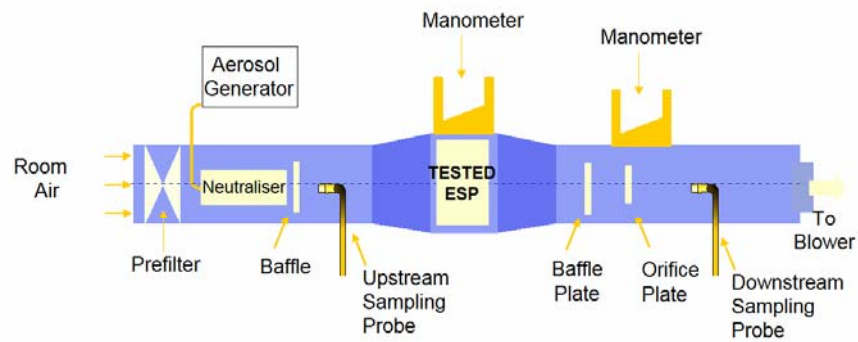 Manometer
Manometer
Aerosol
Generator
Room
Air
Neutraliser
TESTED
ESP
To
Blower
Prefilter
Baffle
Upstream
Sampling
Probe
Baffle
Plate
Orifice
Plate
Downstream
Sampling
Probe